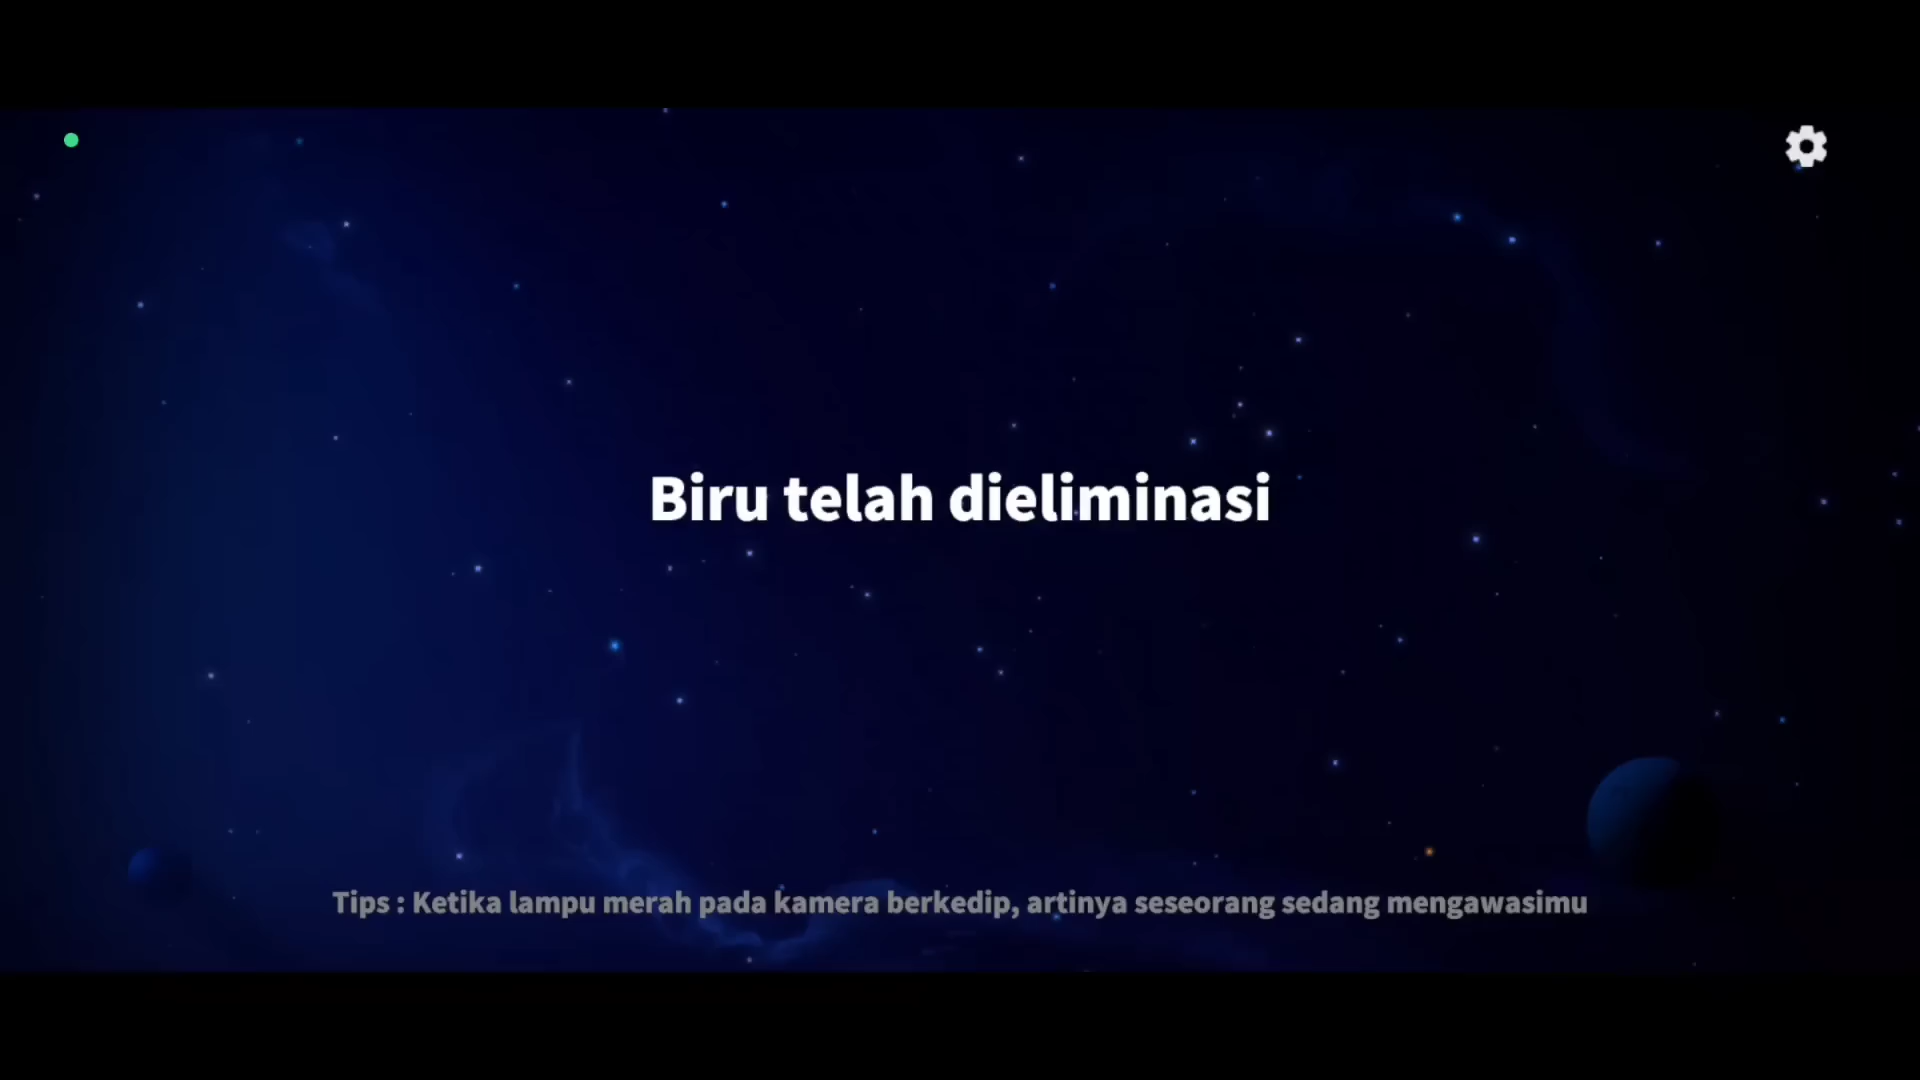 Biru telah dieliminasi
Tips : Ketika lampu merah pada kamera berkedip, artinya seseorang sedang mengawasimu